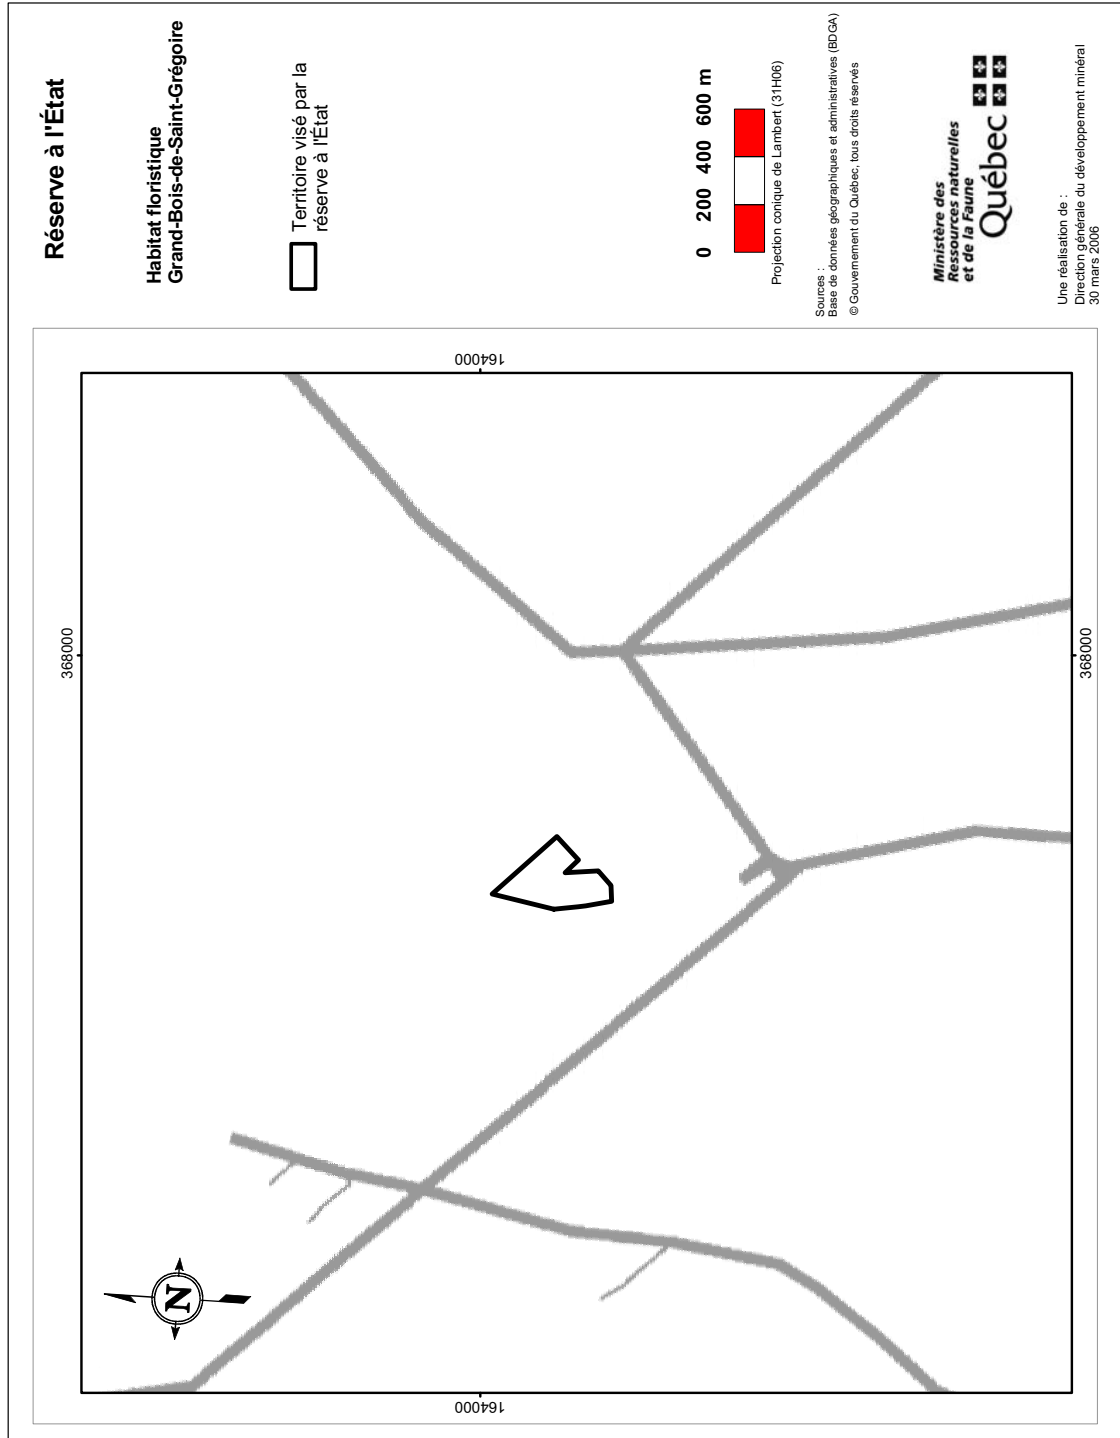 Réserve à l'État
Habitat floristique
Grand-Bois-de-Saint-Grégoire
Territoire visé par la
réserve à l'État
0 200 400 600 m
Projection conique de Lambert (31H06)
Sources :
Base de données géographiques et administratives (BDGA)
© Gouvernement du Québec, tous droits réservés
Ministère des
Ressources naturelles
et de la Faune
Québec
Une réalisation de :
Direction générale du développement minéral
30 mars 2006
164000
368000
368000
164000
N